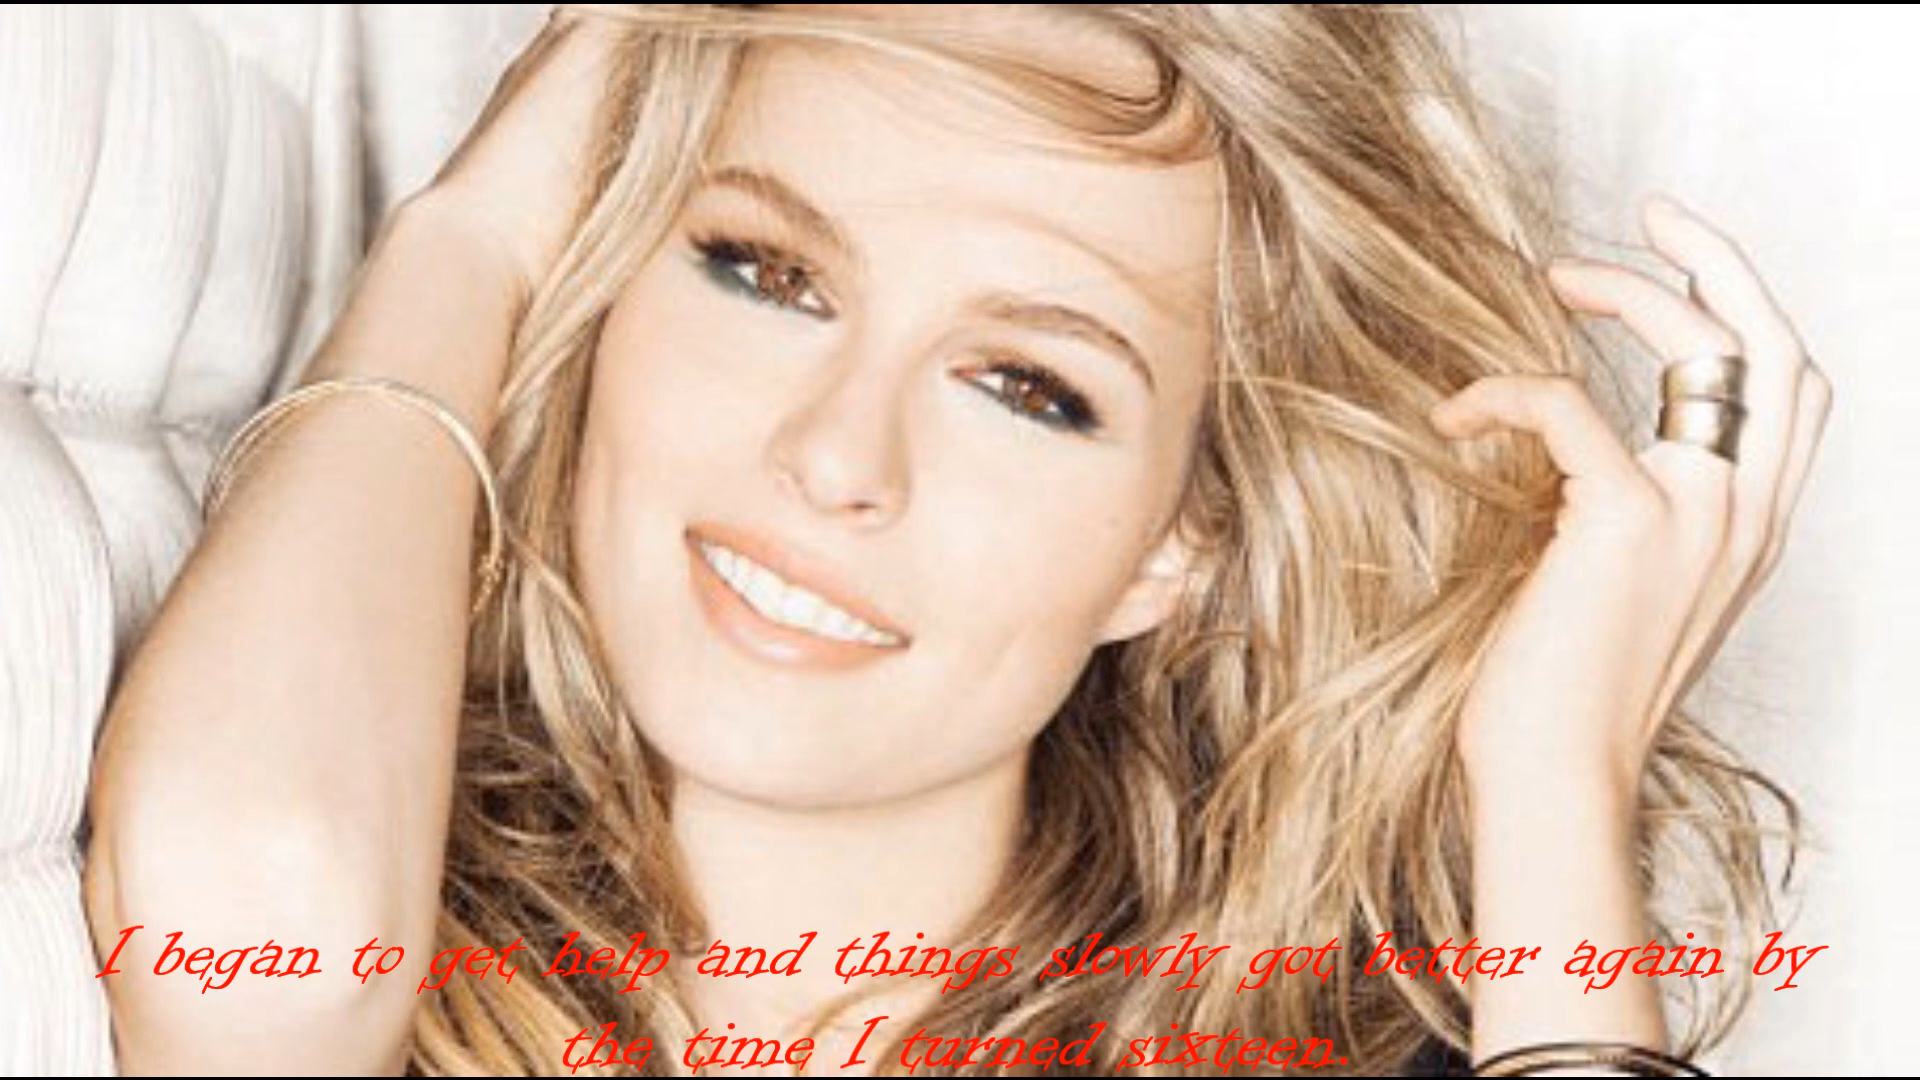 I began to get help and things slowly got better again by
the time I turned sixteen.